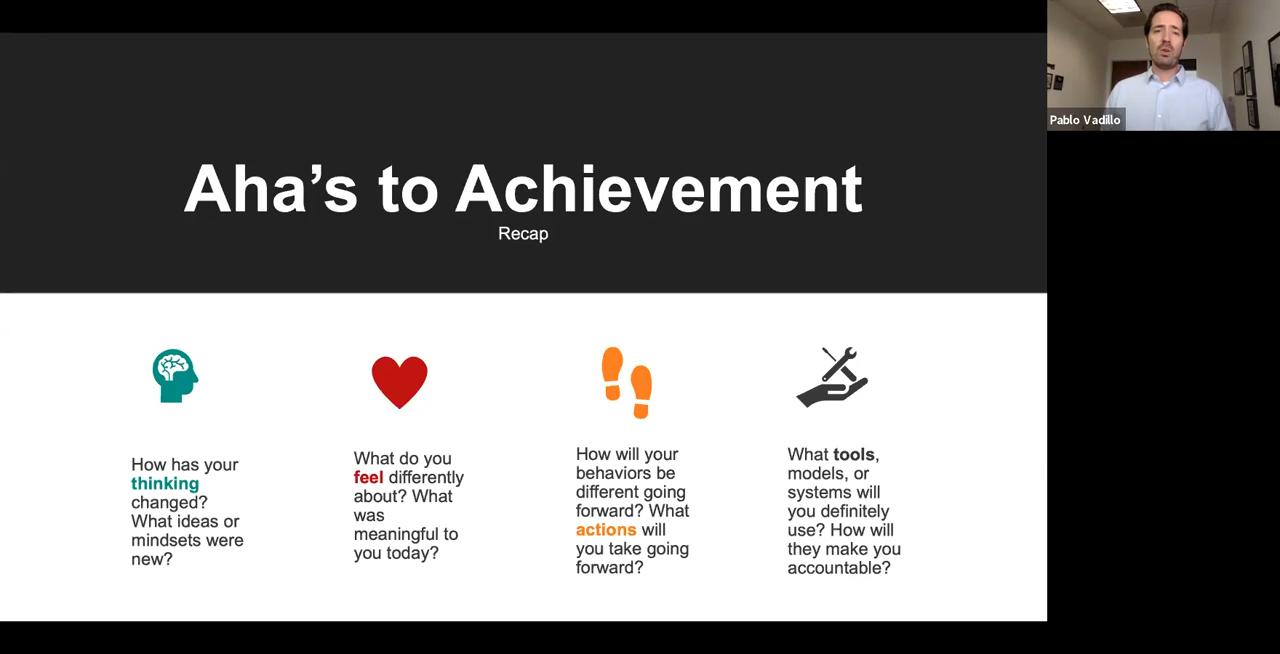 Aha’s to Achievement
Recap
Pablo Vadillo
How has your
thinking
changed?
What ideas or
mindsets were
new?
What do you
feel differently
about? What
was
meaningful to
you today?
How will your
behaviors be
different going
forward? What
actions will
you take going
forward?
What tools,
models, or
systems will
you definitely
use? How will
they make you
accountable?